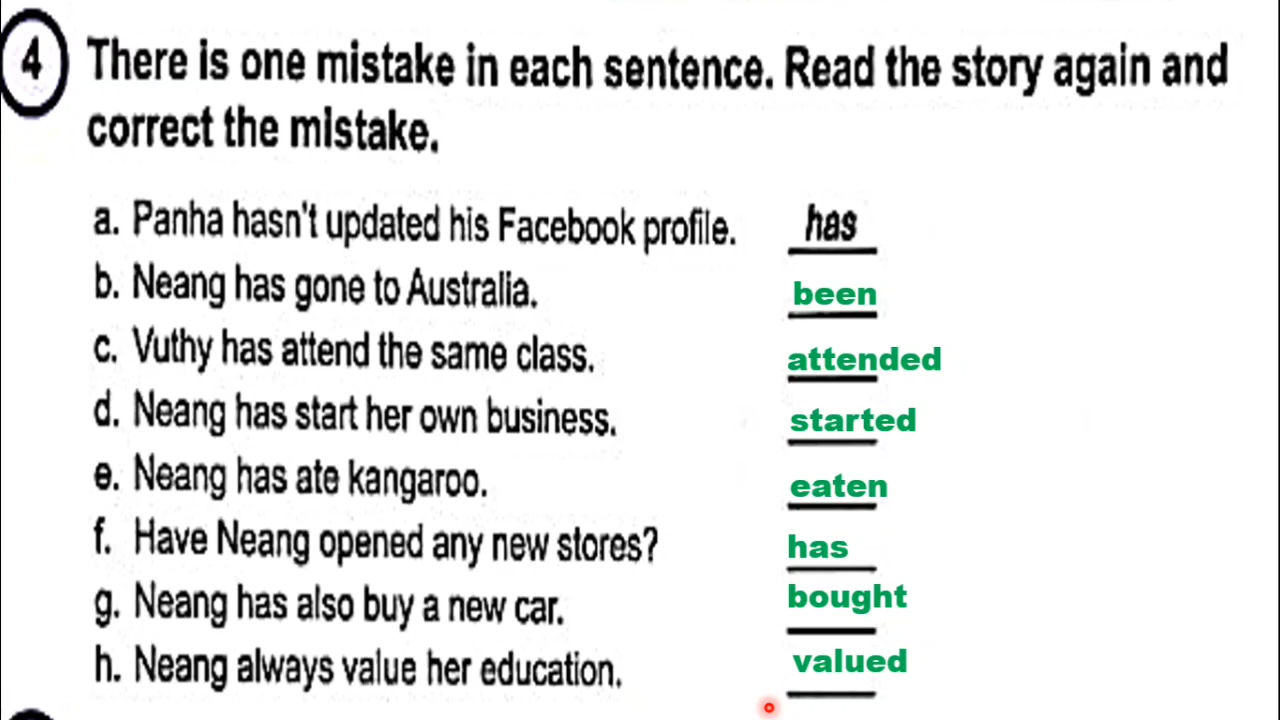 4 There is one mistake in each sentence. Read the story again and
correct the mistake.
a. Panha hasn't updated his Facebook profile. has
b. Neang has gone to Australia. been
c. Vuthy has attend the same class. attended
d. Neang has start her own business. started
e. Neang has ate kangaroo. eaten
f. Have Neang opened any new stores? has
g. Neang has also buy a new car. bought
h. Neang always value her education. valued